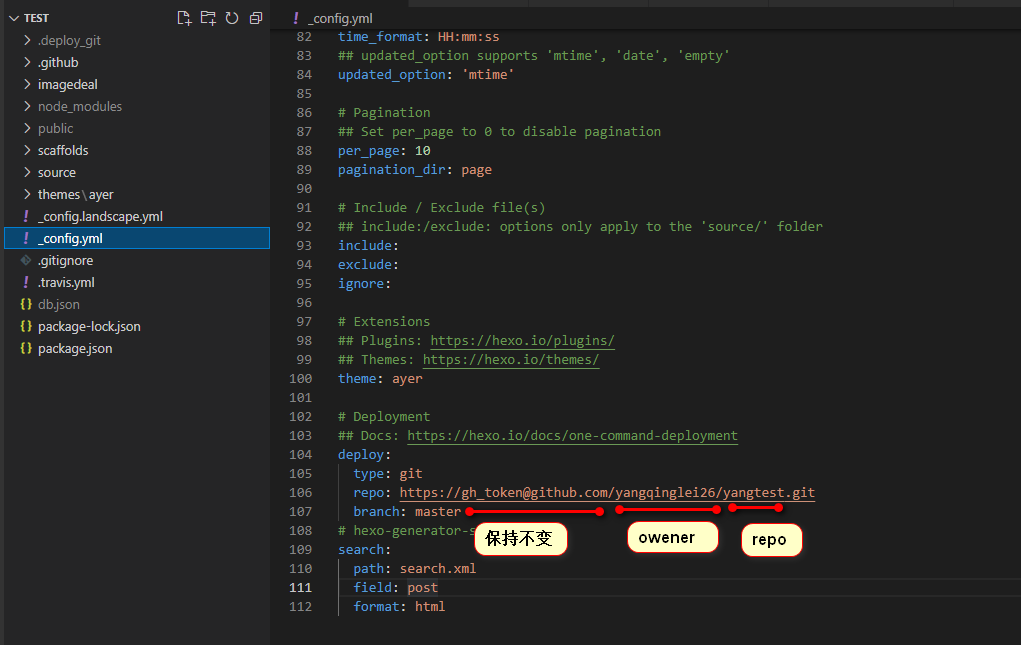 TEST
.deploy_git
.github
imagedeal
node_modules
public
scaffolds
source
themes\ayer
! _config.landscape.yml
! _config.yml
.gitignore
! .travis.yml
{} db.json
{} package-lock.json
{} package.json
! _config.yml
82 time_format: HH:mm:ss
83 ## updated_option supports 'mtime', 'date', 'empty'
84 updated_option: 'mtime'
85
86 # Pagination
87 ## Set per_page to 0 to disable pagination
88 per_page: 10
89 pagination_dir: page
90
91 # Include / Exclude file(s)
92 ## include:/exclude: options only apply to the 'source/' folder
93 include:
94 exclude:
95 ignore:
96
97 # Extensions
98 ## Plugins: https://hexo.io/plugins/
99 ## Themes: https://hexo.io/themes/
100 theme: ayer
101
102 # Deployment
103 ## Docs: https://hexo.io/docs/one-command-deployment
104 deploy:
105 type: git
106 repo: https://gh_token@github.com/yangqinglei26/yangtest.git
107 branch: master
108 # hexo-generator-s
109 search:
110 path: search.xml
111 field: post
112 format: html
保持不变
owener
repo